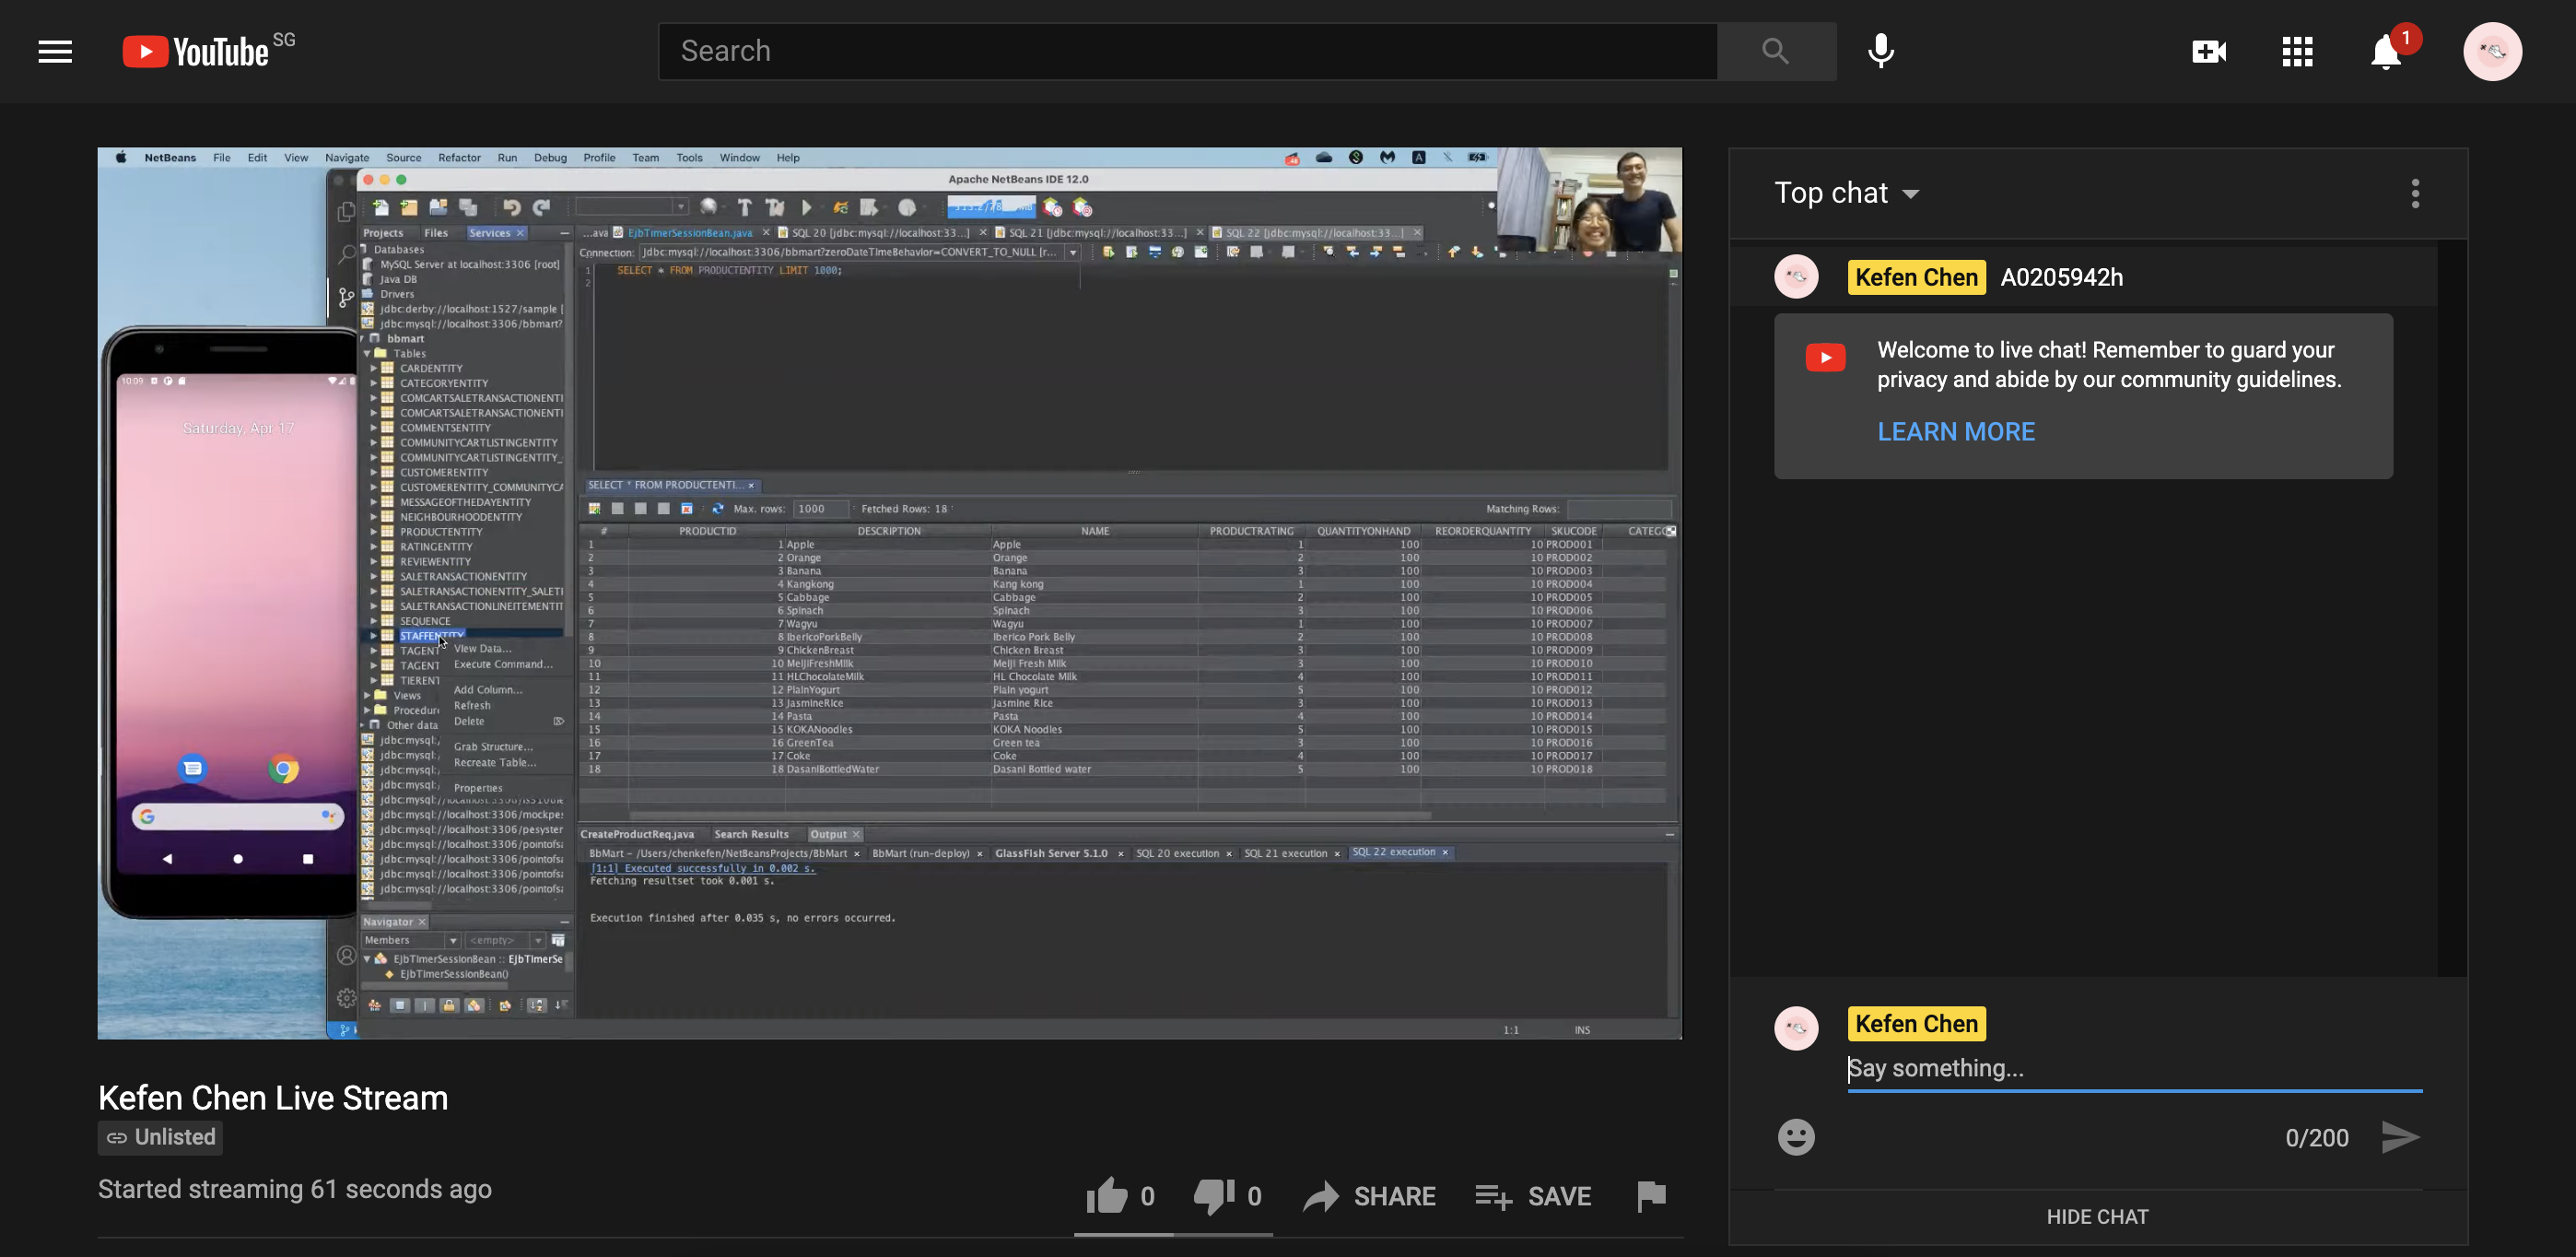 YouTube SG
Search
1
NetBeans File Edit View Navigate Source Refactor Run Debug Profile Team Tools Window Help
Apache NetBeans IDE 12.0
Projects Files Services
...ava EjbTimerSessionBean.java SQL 20 [jdbc:mysql://localhost:33...] SQL 21 [jdbc:mysql://localhost:33...] SQL 22 [jdbc:mysql://localhost:33...]
Connection: jdbc:mysql://localhost:3306/bbmart?zeroDateTimeBehavior=CONVERT_TO_NULL [r...
1 SELECT * FROM PRODUCTENTITY LIMIT 1000;
2
Databases
MySQL Server at localhost:3306 [root]
Java DB
Drivers
jdbc:derby://localhost:1527/sample [
jdbc:mysql://localhost:3306/bbmart?
bbmart
Tables
CARDENTITY
CATEGORYENTITY
COMCARTSALETRANSACTIONENTI
COMCARTSALETRANSACTIONENTI
COMMENTSENTITY
COMMUNITYCARTLISTINGENTITY
COMMUNITYCARTLISTINGENTITY_
CUSTOMERENTITY
CUSTOMERENTITY_COMMUNITYCA
MESSAGEOFTHEDAYENTITY
NEIGHBOURHOODENTITY
PRODUCTENTITY
RATINGENTITY
REVIEWENTITY
SALETRANSACTIONENTITY
SALETRANSACTIONENTITY_SALETI
SALETRANSACTIONLINEITEMENTIT
SEQUENCE
STAFFENTITY
TAGENT
TAGENT
TIERENT
Views
Procedure
Other data
jdbc:mysql:/
jdbc:mysql:/
jdbc:mysql:/
jdbc:mysql:/
jdbc:mysql://localhost:3306/mockpe
jdbc:mysql://localhost:3306/pesyster
jdbc:mysql://localhost:3306/pointofs
jdbc:mysql://localhost:3306/pointofs
jdbc:mysql://localhost:3306/pointofs
jdbc:mysql://localhost:3306/pointofs
View Data...
Execute Command...
Add Column...
Refresh
Delete
Grab Structure...
Recreate Table...
Properties
Navigator
Members <empty>
EjbTimerSessionBean :: EjbTimerSe
EjbTimerSessionBean()
10:09
Saturday, Apr 17
SELECT * FROM PRODUCTENTI...
Max. rows: 1000 Fetched Rows: 18 Matching Rows:
# PRODUCTID DESCRIPTION NAME PRODUCTRATING QUANTITYONHAND REORDERQUANTITY SKUCODE CATEG
1 1 Apple Apple 1 100 10 PROD001
2 2 Orange Orange 2 100 10 PROD002
3 3 Banana Banana 3 100 10 PROD003
4 4 Kangkong Kang kong 1 100 10 PROD004
5 5 Cabbage Cabbage 2 100 10 PROD005
6 6 Spinach Spinach 3 100 10 PROD006
7 7 Wagyu Wagyu 1 100 10 PROD007
8 8 IbericoPorkBelly Iberico Pork Belly 2 100 10 PROD008
9 9 ChickenBreast Chicken Breast 3 100 10 PROD009
10 10 MeijiFreshMilk Meiji Fresh Milk 3 100 10 PROD010
11 11 HLChocolateMilk HL Chocolate Milk 4 100 10 PROD011
12 12 PlainYogurt Plain yogurt 5 100 10 PROD012
13 13 JasmineRice Jasmine Rice 3 100 10 PROD013
14 14 Pasta Pasta 4 100 10 PROD014
15 15 KOKANoodles KOKA Noodles 5 100 10 PROD015
16 16 GreenTea Green tea 3 100 10 PROD016
17 17 Coke Coke 4 100 10 PROD017
18 18 DasaniBottledWater Dasani Bottled water 5 100 10 PROD018
CreateProductReq.java Search Results Output
BbMart - /Users/chenkefen/NetBeansProjects/BbMart BbMart (run-deploy) GlassFish Server 5.1.0 SQL 20 execution SQL 21 execution SQL 22 execution
[1:1] Executed successfully in 0.002 s.
Fetching resultset took 0.001 s.
Execution finished after 0.035 s, no errors occurred.
1:1 INS
Kefen Chen Live Stream
Unlisted
Started streaming 61 seconds ago
0 0 SHARE SAVE
Top chat
Kefen Chen A0205942h
Welcome to live chat! Remember to guard your
privacy and abide by our community guidelines.
LEARN MORE
Kefen Chen
Say something...
0/200
HIDE CHAT